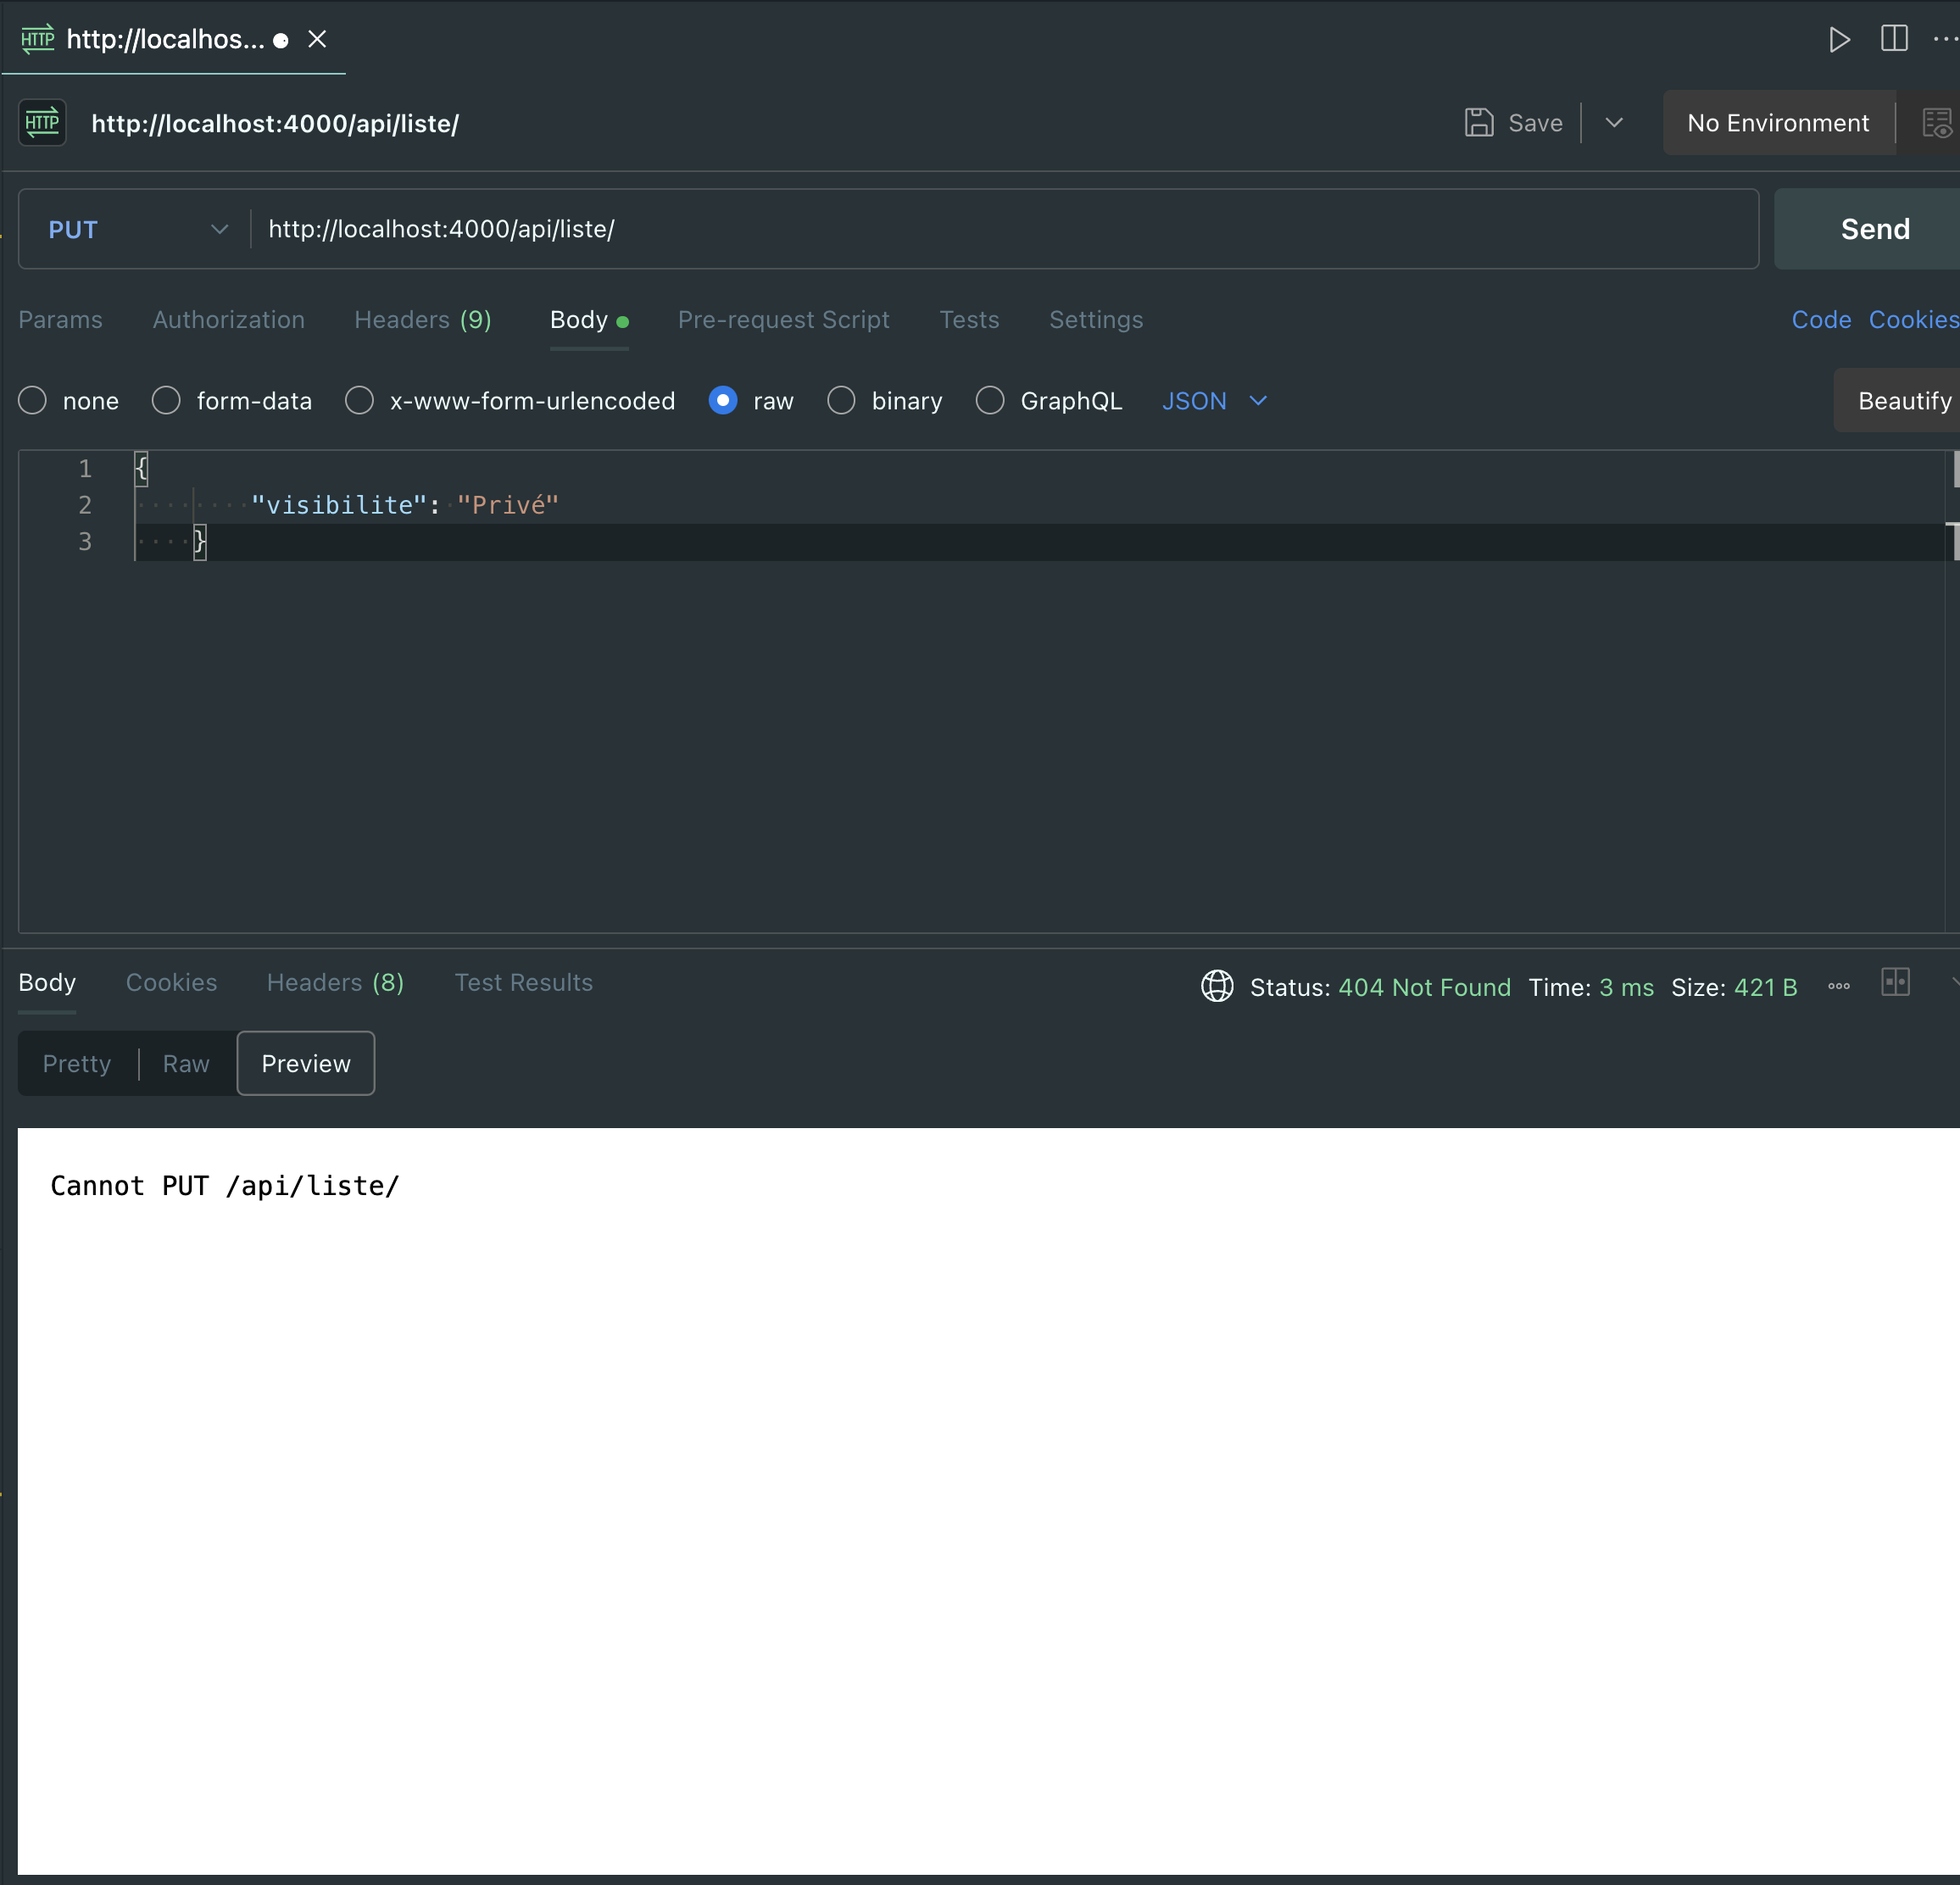 HTTP http://localhos...
HTTP http://localhost:4000/api/liste/ Save No Environment
PUT http://localhost:4000/api/liste/ Send
Params Authorization Headers (9) Body Pre-request Script Tests Settings Code Cookies
none form-data x-www-form-urlencoded raw binary GraphQL JSON Beautify
1 {
2 "visibilite": "Privé"
3 }
Body Cookies Headers (8) Test Results Status: 404 Not Found Time: 3 ms Size: 421 B
Pretty Raw Preview
Cannot PUT /api/liste/